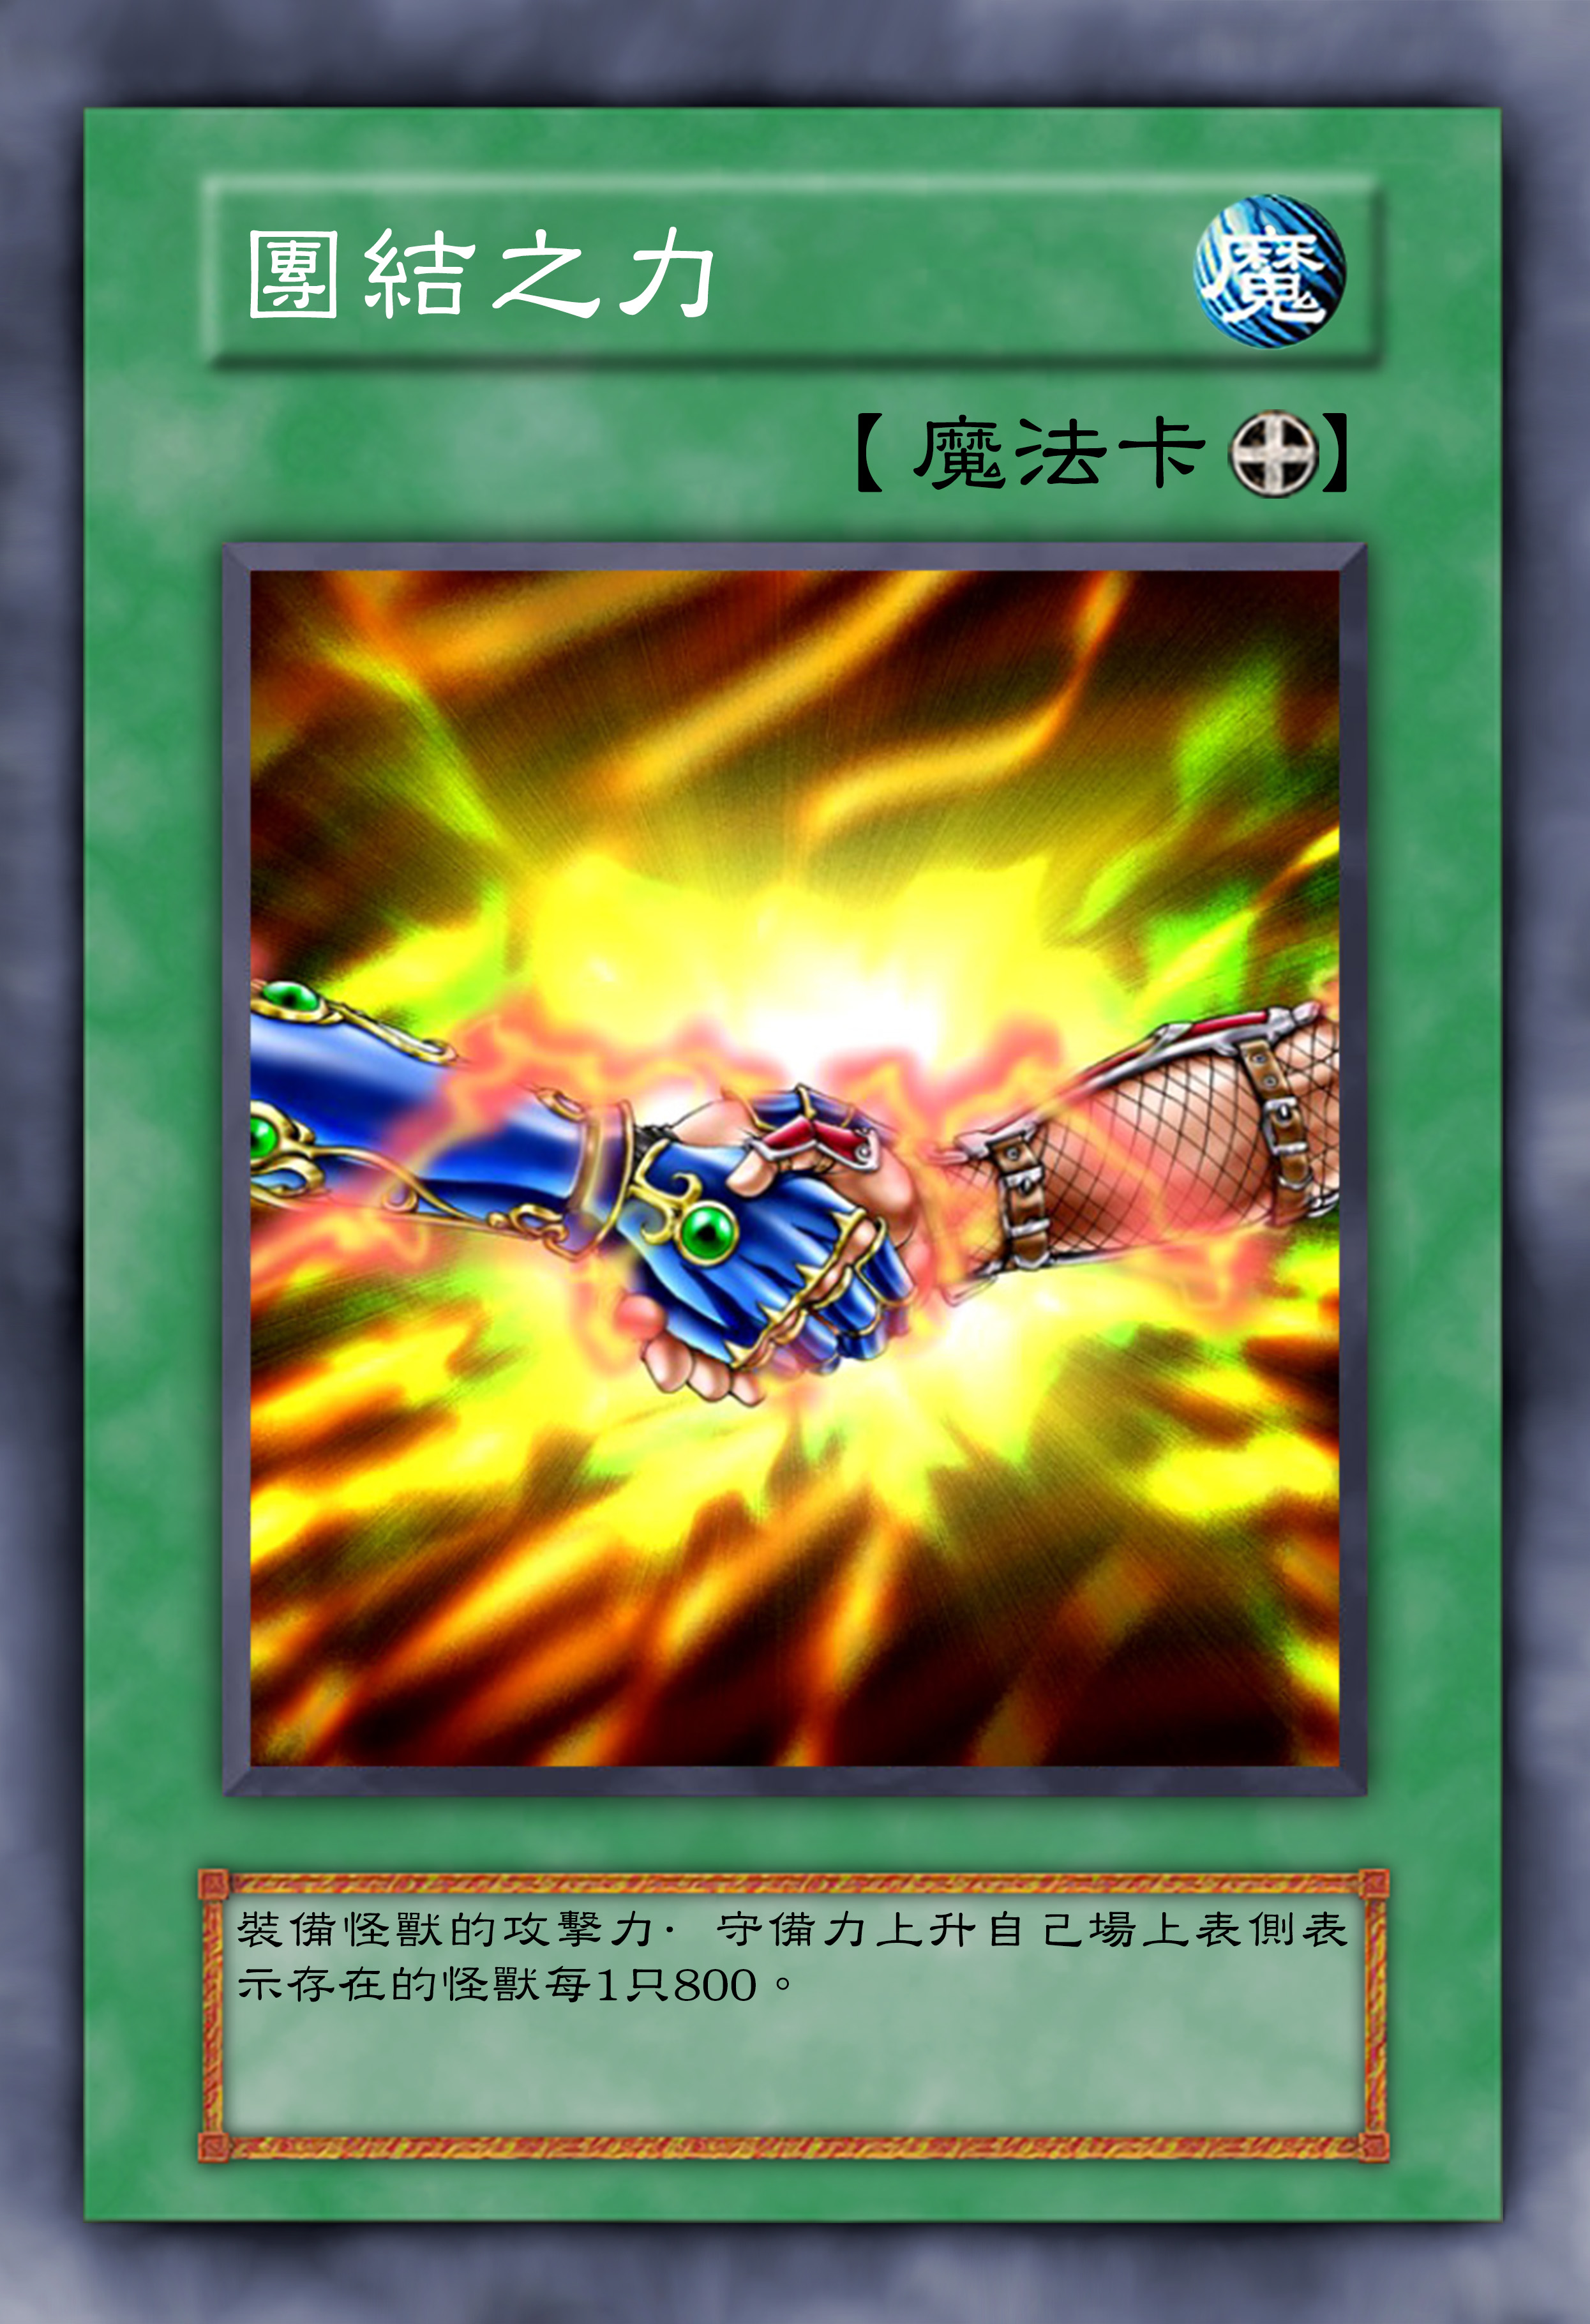 團結之力
魔
【魔法卡】
裝備怪獸的攻擊力· 守備力上升自己場上表側表
示存在的怪獸每1只800。